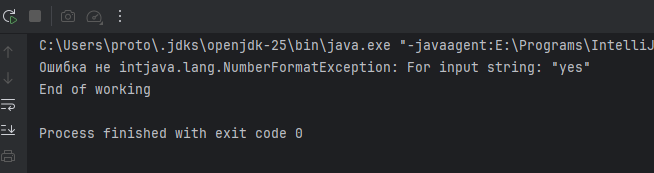 C:\Users\proto\.jdks\openjdk-25\bin\java.exe "-javaagent:E:\Programs\IntelliJ
Ошибка не intjava.lang.NumberFormatException: For input string: "yes"
End of working
Process finished with exit code 0